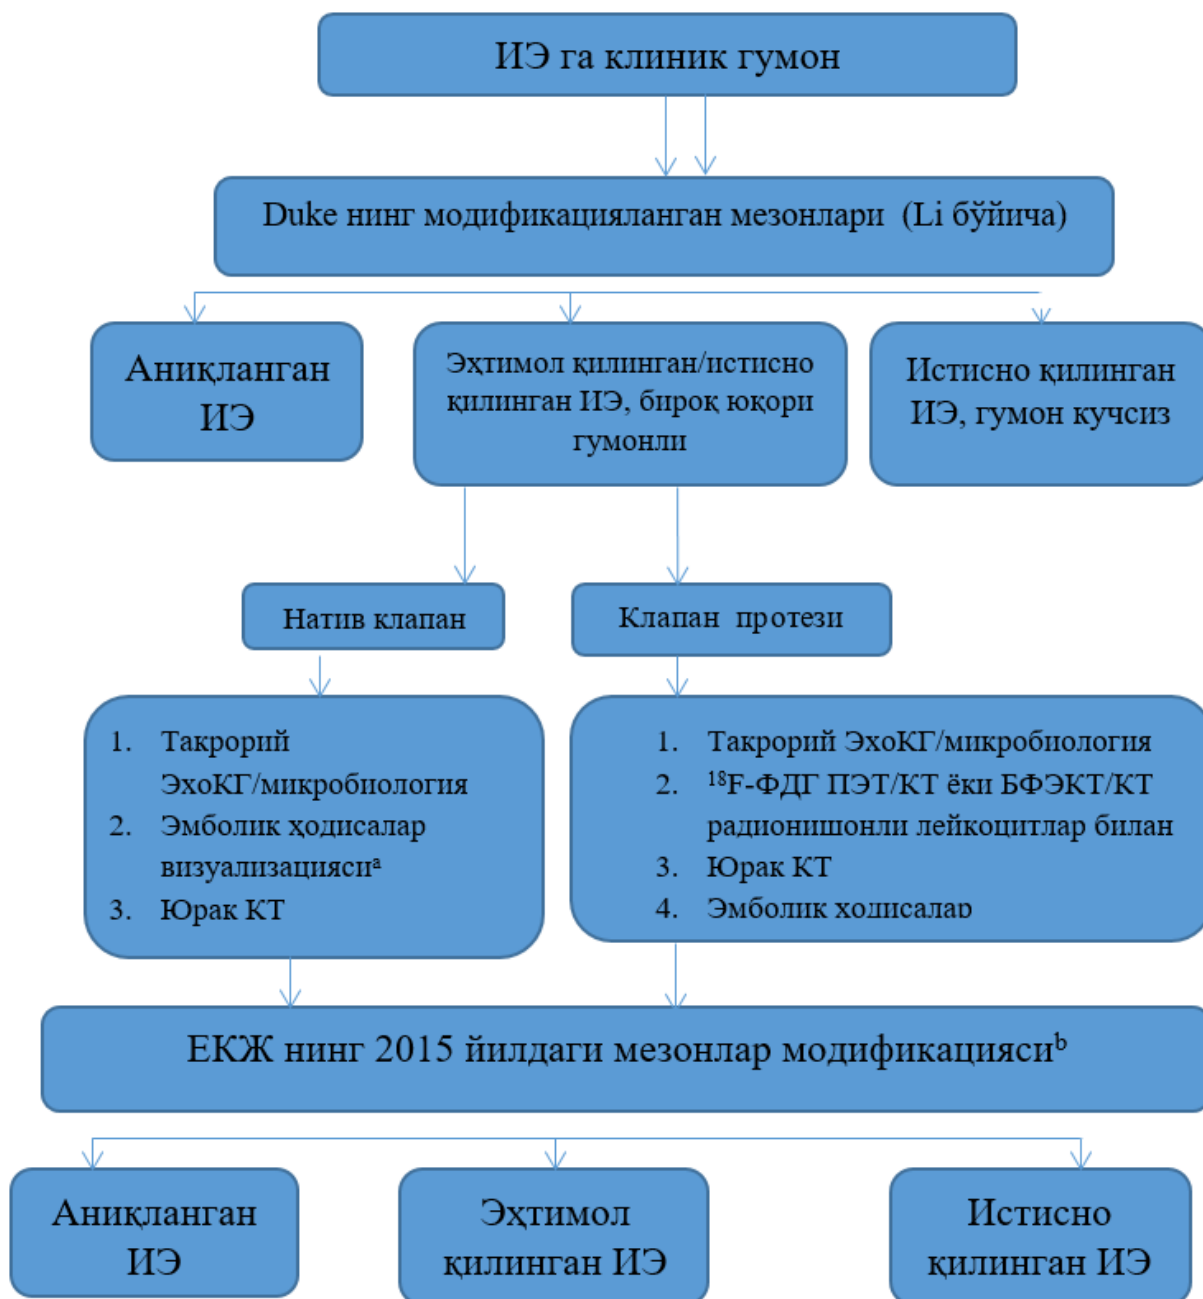 ИЭ га клиник гумон
Duke нинг модификацияланган мезонлари (Li бўйича)
Аниқланган
ИЭ
Эҳтимол қилинган/истисно
қилинган ИЭ, бироқ юқори
гумонли
Истисно қилинган
ИЭ, гумон кучсиз
Натив клапан
Клапан протези
1. Такрорий
ЭхоКГ/микробиология
2. Эмболик ҳодисалар
визуализациясиᵃ
3. Юрак КТ
1. Такрорий ЭхоКГ/микробиология
2. ¹⁸F-ФДГ ПЭТ/КТ ёки БФЭКТ/КТ
радионишонли лейкоцитлар билан
3. Юрак КТ
4. Эмболик ҳодисалар
ЕКЖ нинг 2015 йилдаги мезонлар модификациясиᵇ
Аниқланган
ИЭ
Эҳтимол
қилинган ИЭ
Истисно
қилинган ИЭ